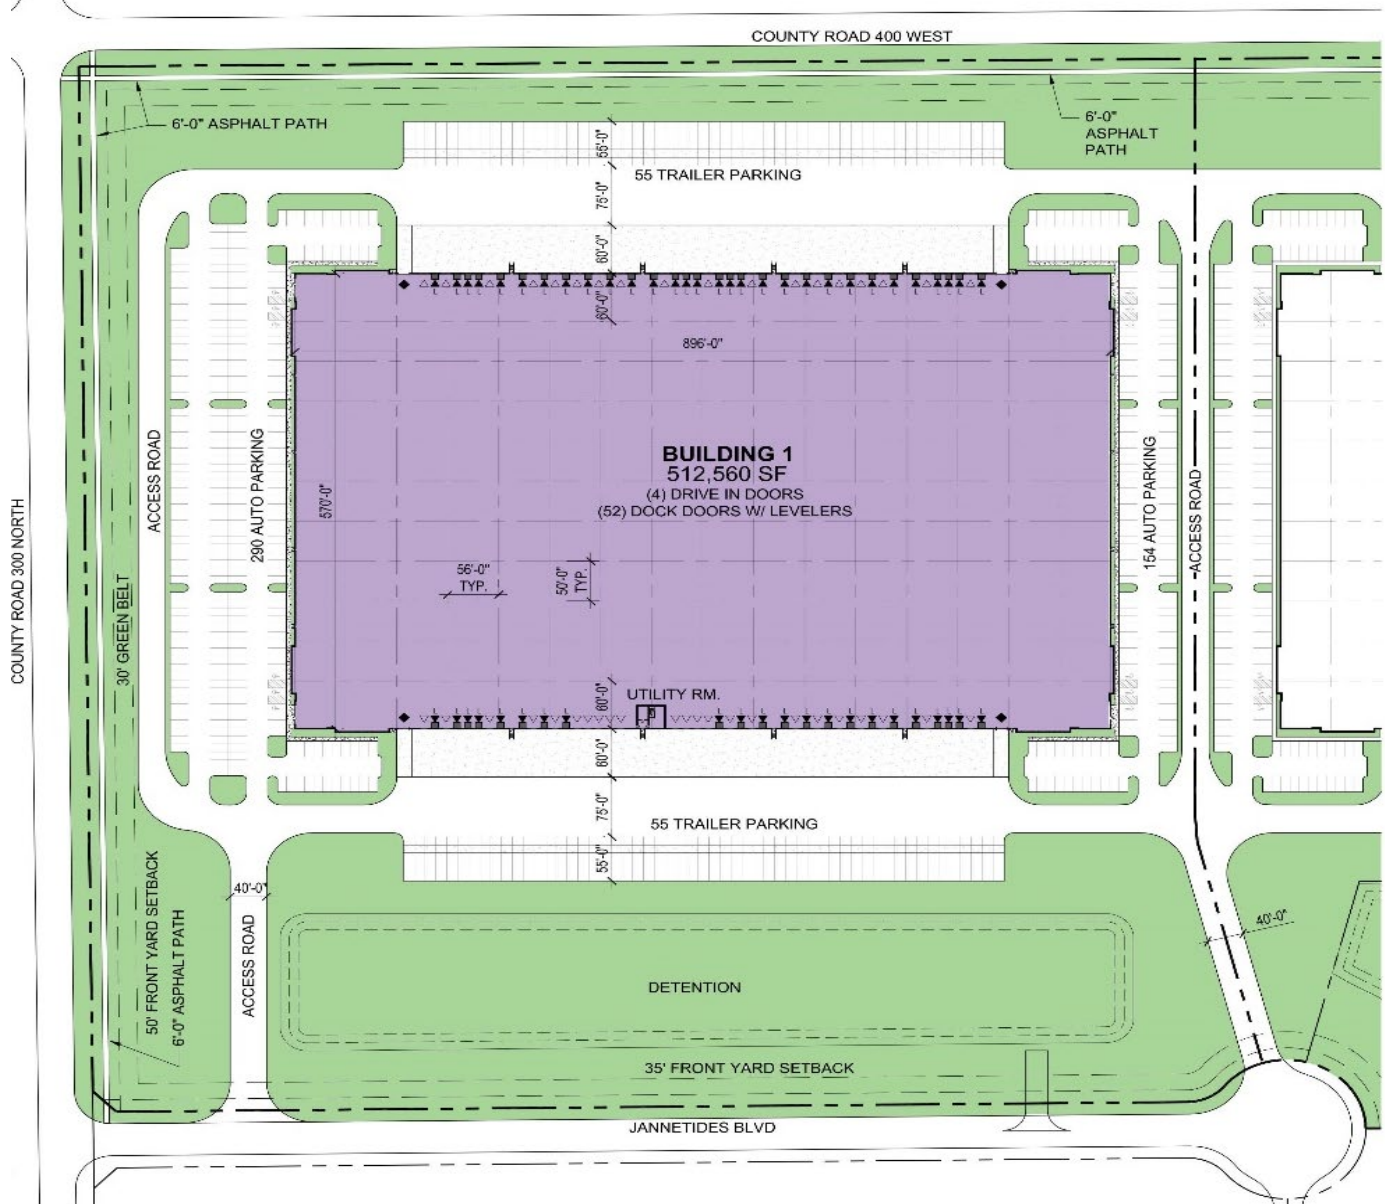 COUNTY ROAD 400 WEST
6'-0" ASPHALT PATH
6'-0"
ASPHALT
PATH
55'-0"
55 TRAILER PARKING
75'-0"
60'-0"
60'-0"
896'-0"
BUILDING 1
512,560 SF
(4) DRIVE IN DOORS
(52) DOCK DOORS W/ LEVELERS
570'-0"
56'-0"
TYP.
50'-0"
TYP.
ACCESS ROAD
290 AUTO PARKING
154 AUTO PARKING
ACCESS ROAD
COUNTY ROAD 300 NORTH
30' GREEN BELT
60'-0"
UTILITY RM.
60'-0"
75'-0"
55 TRAILER PARKING
55'-0"
40'-0"
50' FRONT YARD SETBACK
6'-0" ASPHALT PATH
ACCESS ROAD
40'-0"
DETENTION
35' FRONT YARD SETBACK
JANNETIDES BLVD